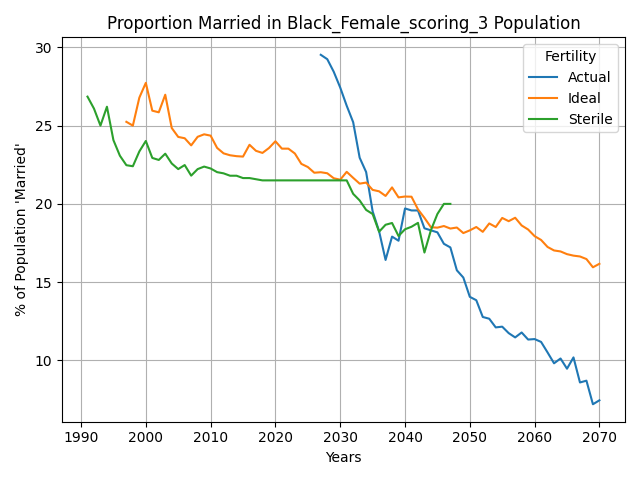 Proportion Married in Black_Female_scoring_3 Population
% of Population 'Married'
30
25
20
15
10
Fertility
Actual
Ideal
Sterile
1990 2000 2010 2020 2030 2040 2050 2060 2070
Years